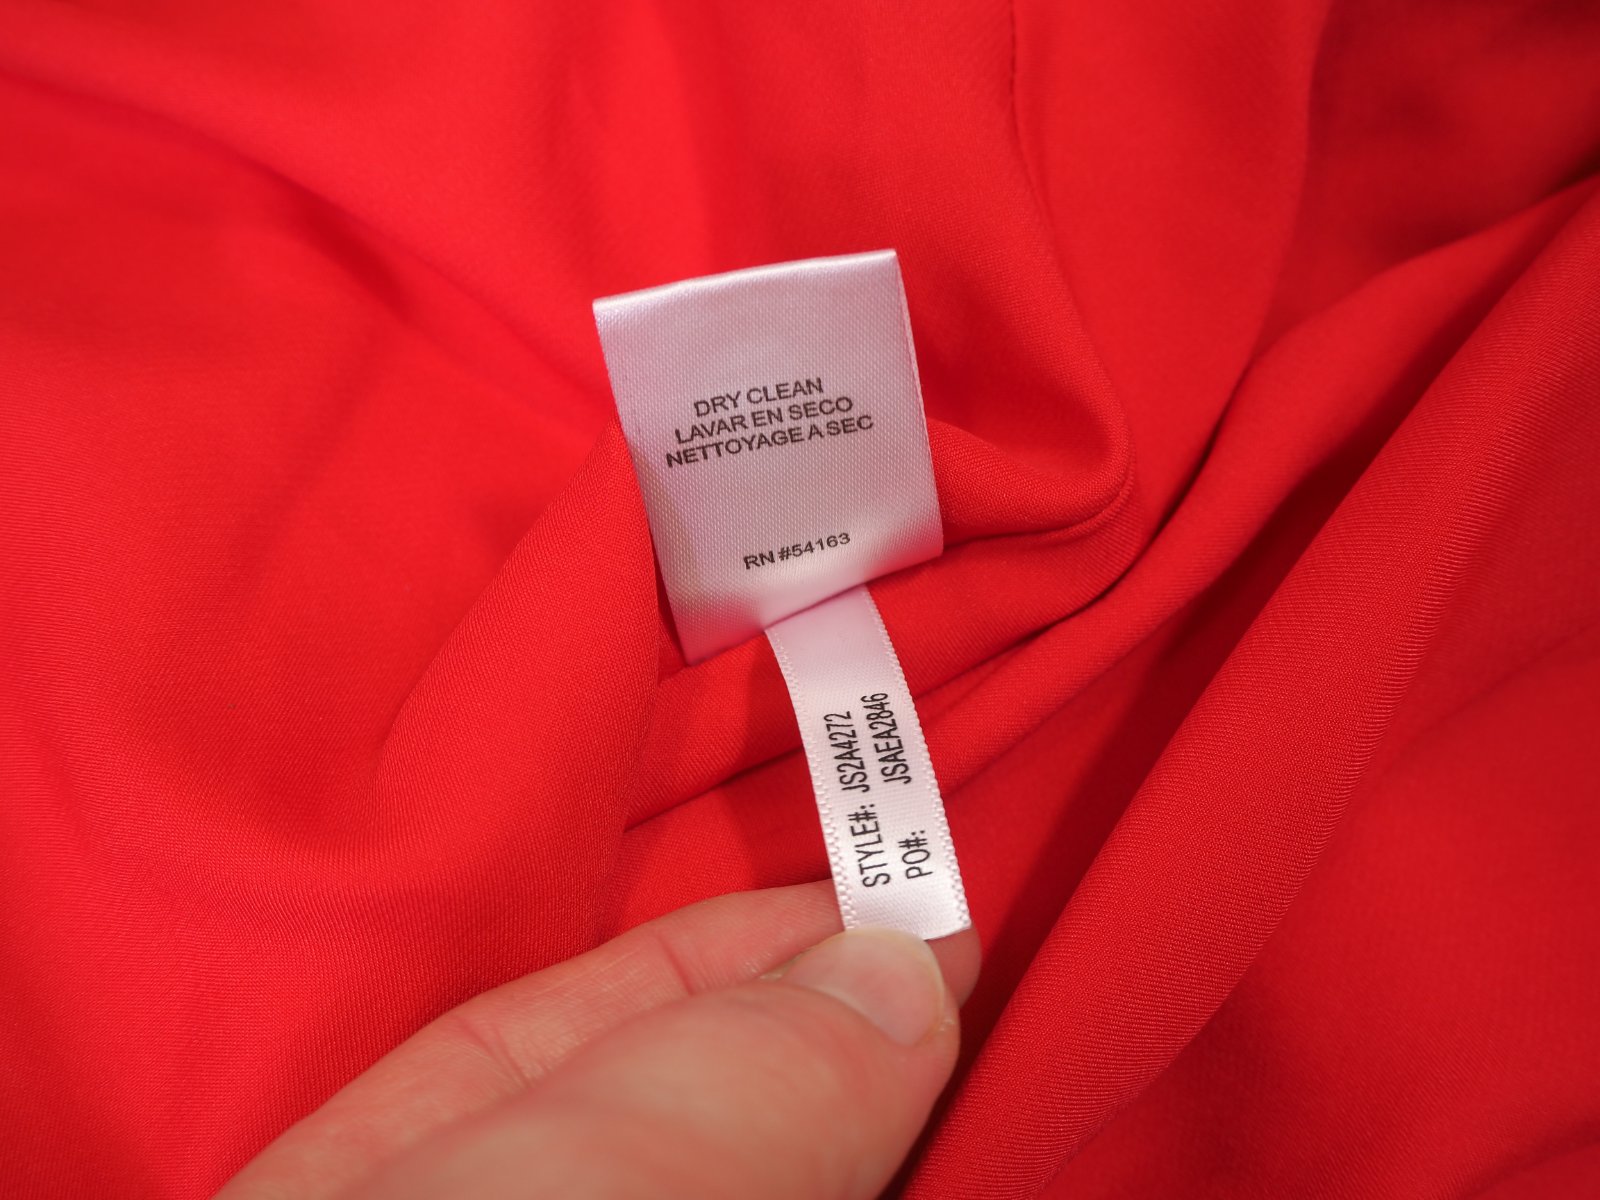 DRY CLEAN
LAVAR EN SECO
NETTOYAGE A SEC
RN #54163
STYLE#: JS2A4272
PO#: JSAEA2846